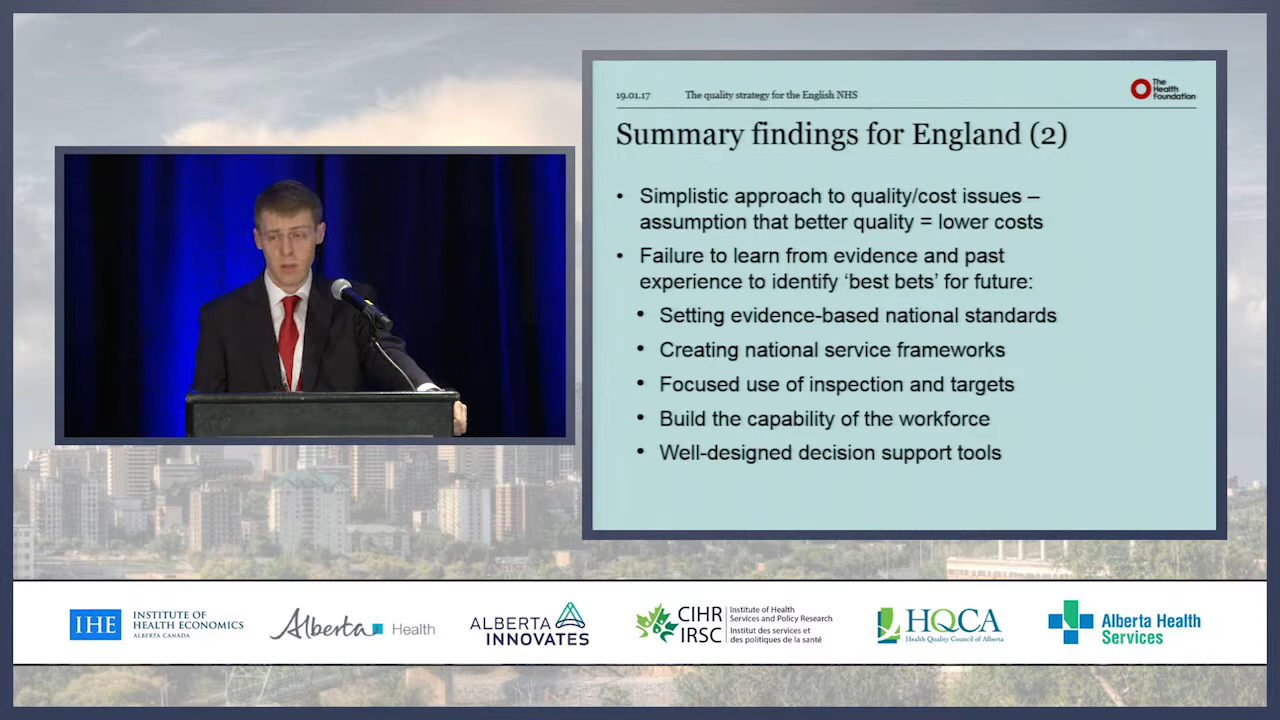 19.01.17 The quality strategy for the English NHS
The
Health
Foundation
Summary findings for England (2)
• Simplistic approach to quality/cost issues –
assumption that better quality = lower costs
• Failure to learn from evidence and past
experience to identify ‘best bets’ for future:
• Setting evidence-based national standards
• Creating national service frameworks
• Focused use of inspection and targets
• Build the capability of the workforce
• Well-designed decision support tools
IHE
INSTITUTE OF
HEALTH ECONOMICS
ALBERTA CANADA
Alberta Health
ALBERTA
INNOVATES
CIHR
IRSC
Institute of Health
Services and Policy Research
Institut des services et
des politiques de la santé
HQCA
Health Quality Council of Alberta
Alberta Health
Services